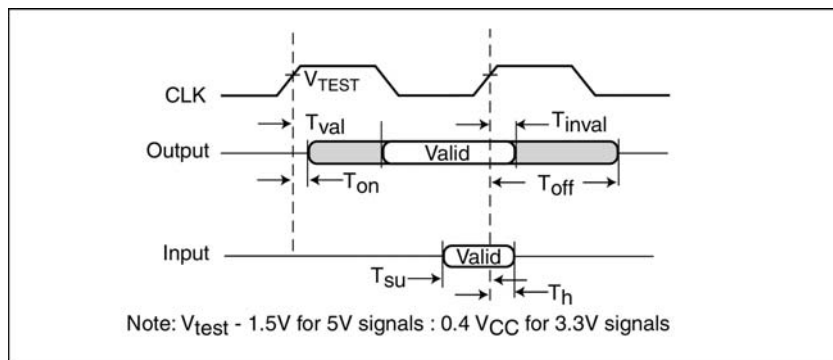 VTEST
CLK
Tval
Tinval
Output
Valid
Ton
Toff
Input
Valid
Tsu
Th
Note: Vtest - 1.5V for 5V signals : 0.4 VCC for 3.3V signals